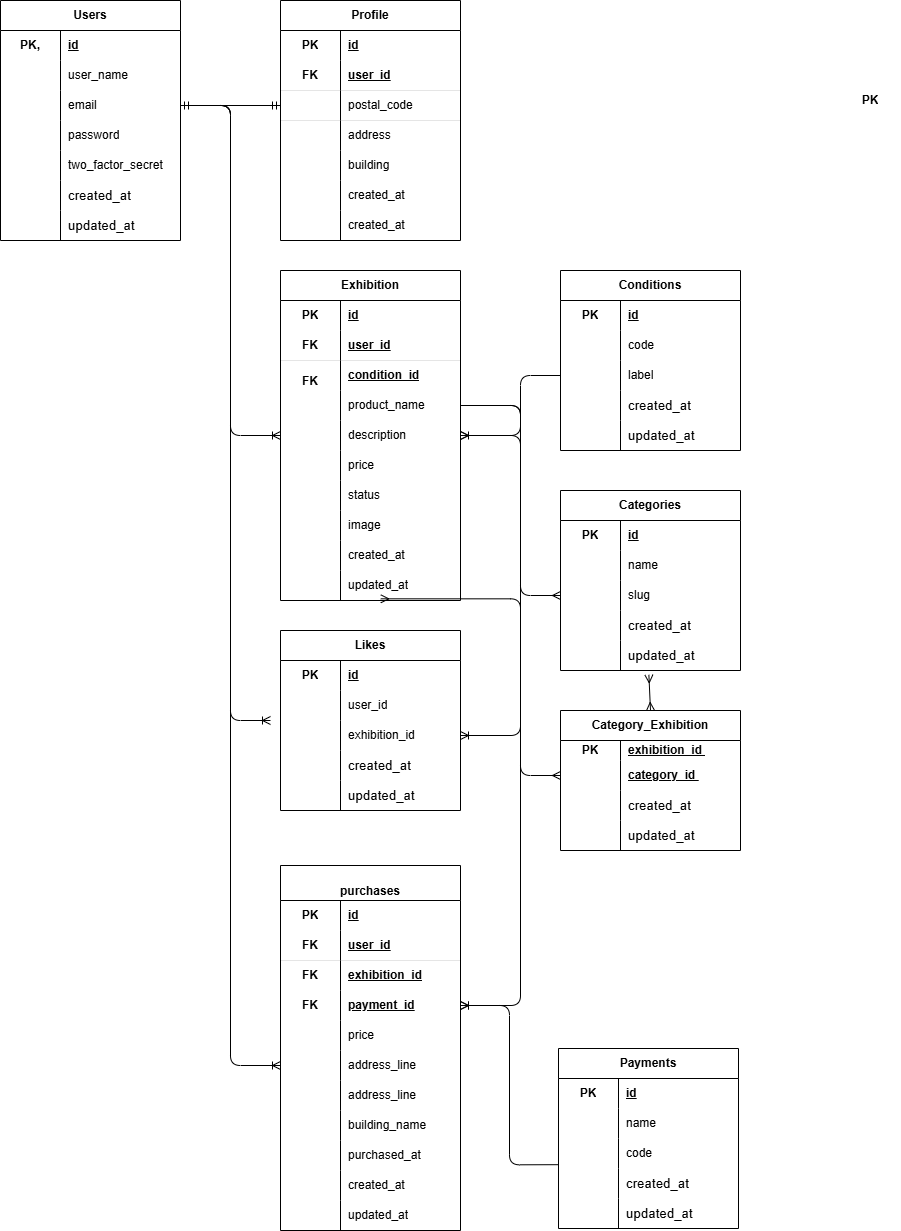 Users
PK, id
user_name
email
password
two_factor_secret
created_at
updated_at
Profile
PK id
FK user_id
postal_code
address
building
created_at
created_at
PK
Exhibition
PK id
FK user_id
FK condition_id
product_name
description
price
status
image
created_at
updated_at
Conditions
PK id
code
label
created_at
updated_at
Categories
PK id
name
slug
created_at
updated_at
Likes
PK id
user_id
exhibition_id
created_at
updated_at
Category_Exhibition
PK exhibition_id
category_id
created_at
updated_at
purchases
PK id
FK user_id
FK exhibition_id
FK payment_id
price
address_line
address_line
building_name
purchased_at
created_at
updated_at
Payments
PK id
name
code
created_at
updated_at